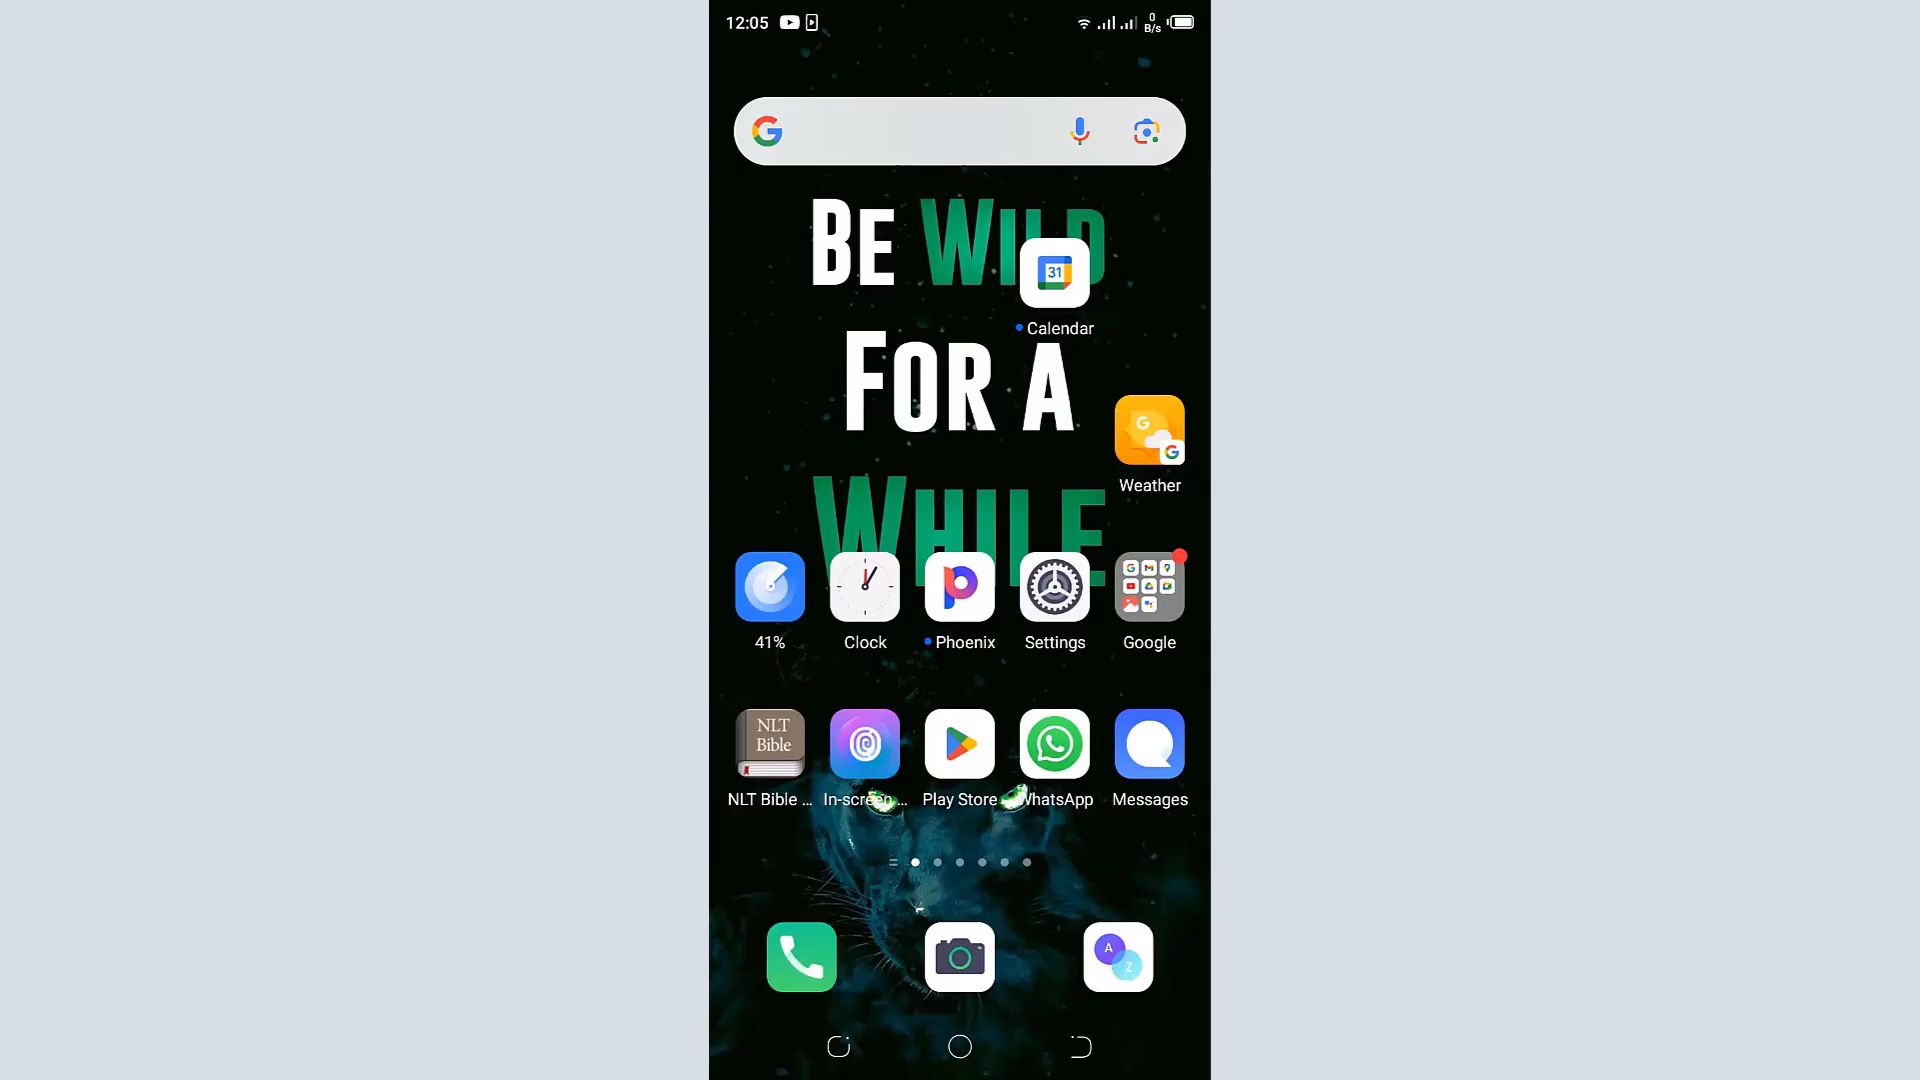 12:05
0
B/s
BE WILD
31
Calendar
FOR A
Weather
WHILE
41%
Clock
Phoenix
Settings
Google
NLT
Bible
NLT Bible ...
In-screen ...
Play Store
WhatsApp
Messages
A
Z